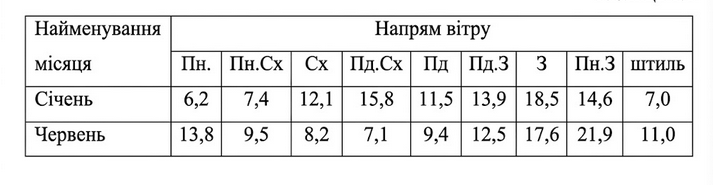 Найменування місяця Напрям вітру
Пн. Пн.Сх Сх Пд.Сх Пд Пд.З З Пн.З штиль
Січень 6,2 7,4 12,1 15,8 11,5 13,9 18,5 14,6 7,0
Червень 13,8 9,5 8,2 7,1 9,4 12,5 17,6 21,9 11,0